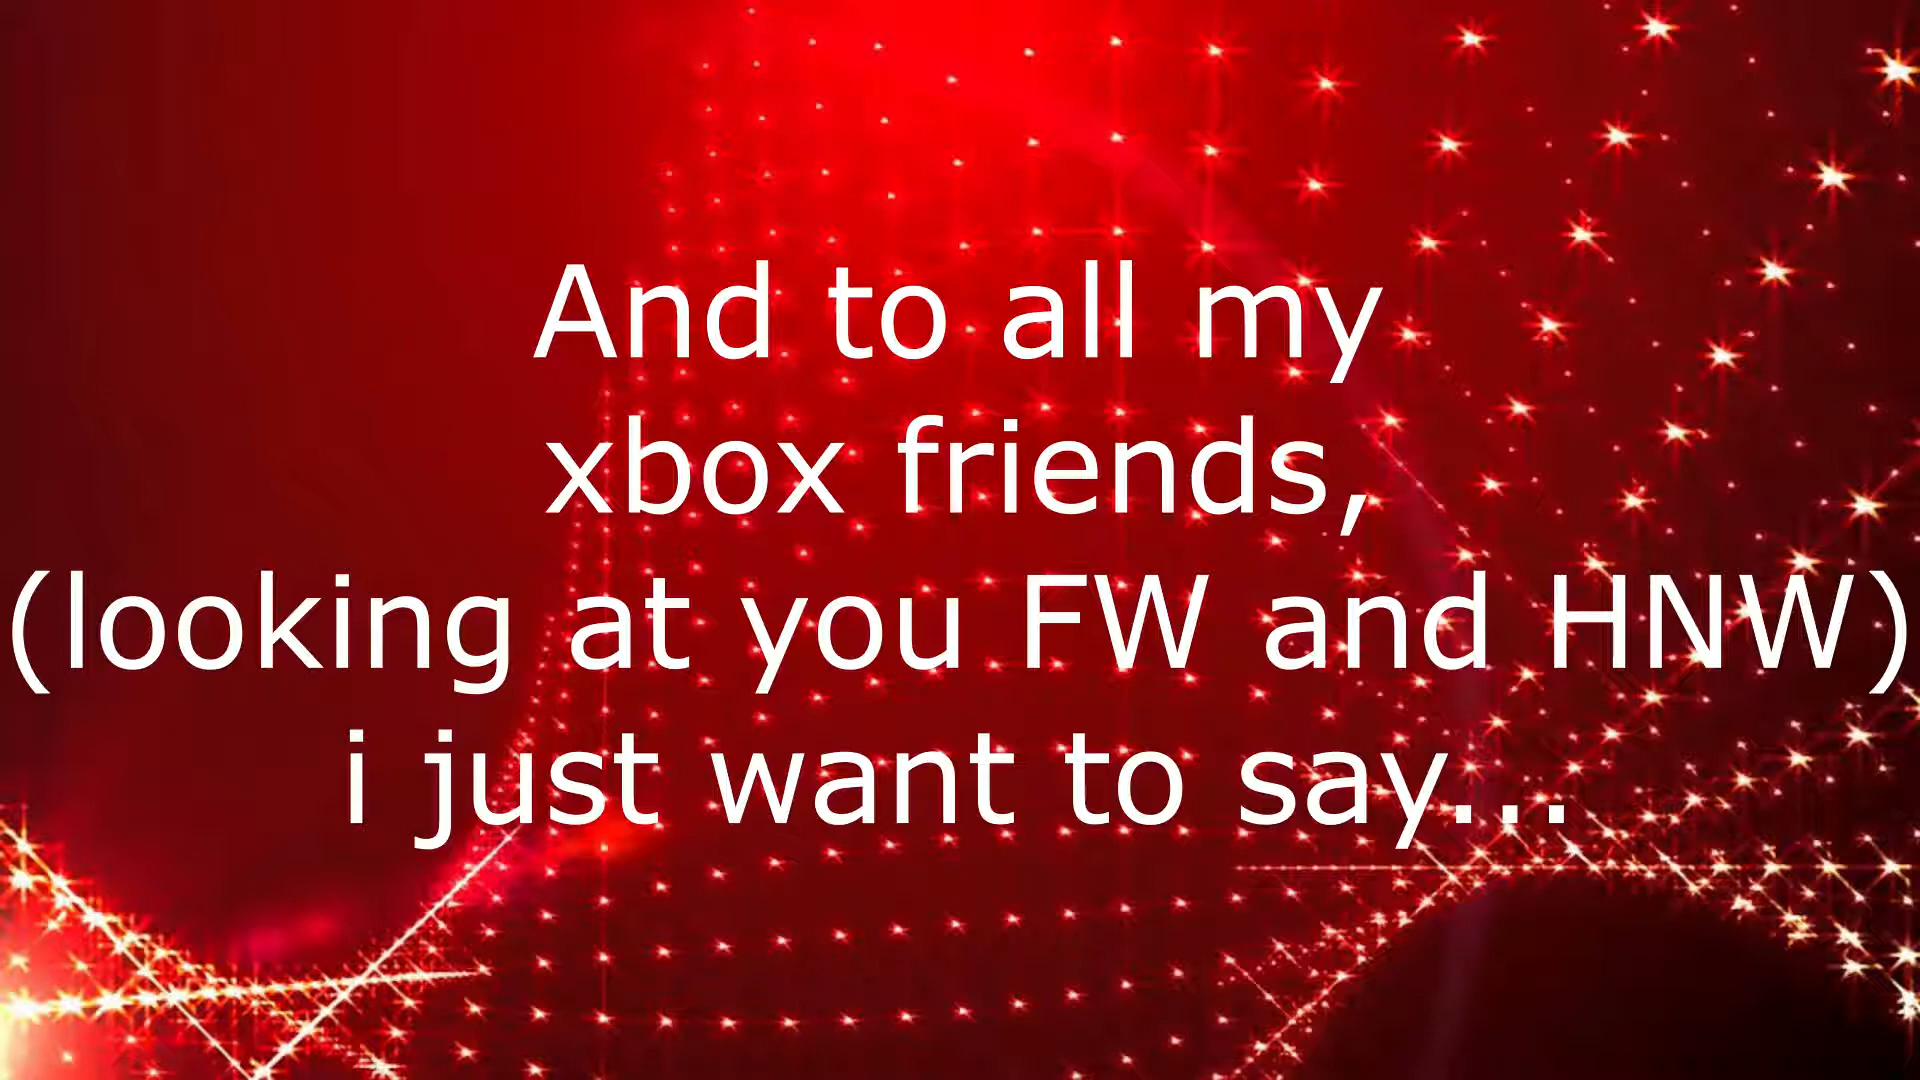 And to all my
xbox friends,
(looking at you FW and HNW)
i just want to say...